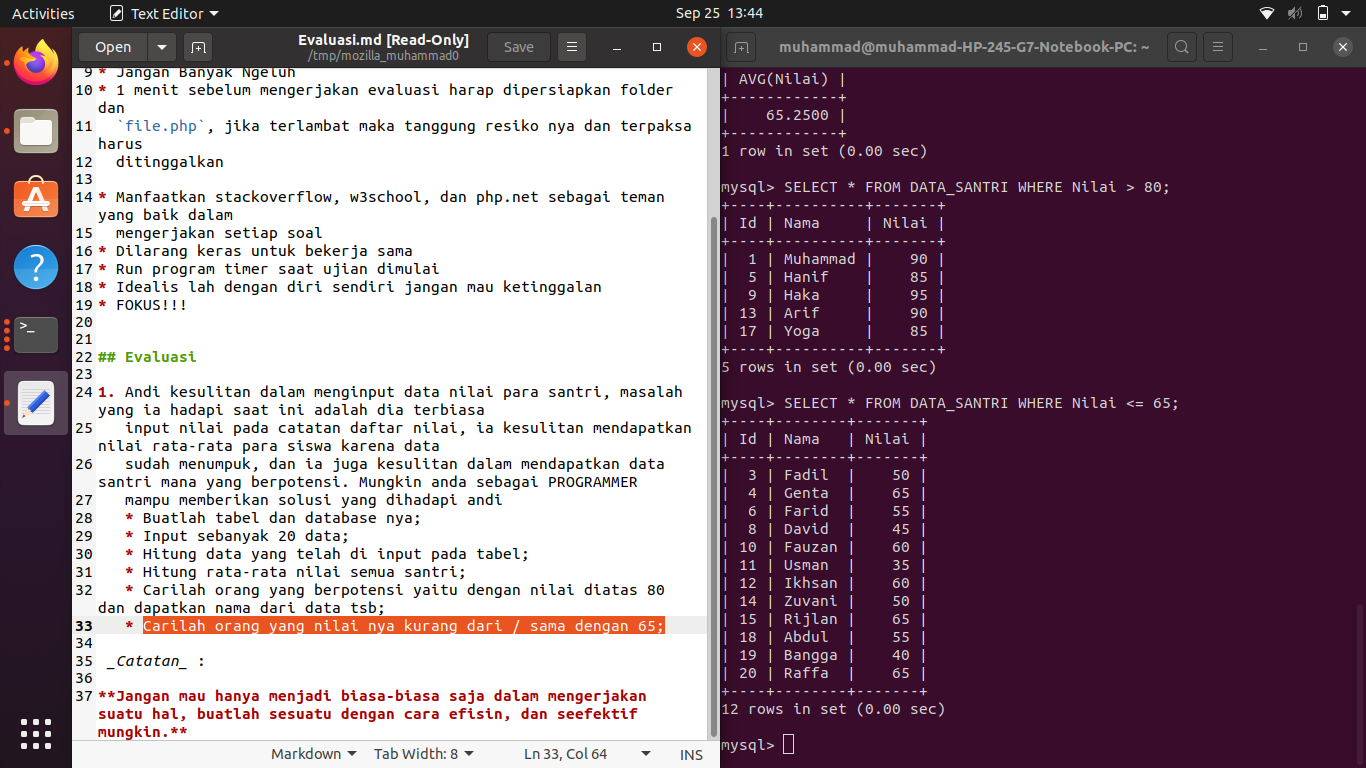 Activities
Text Editor
Sep 25 13:44
Open
Evaluasi.md [Read-Only]
/tmp/mozilla_muhammad0
Save
9 * Jangan Banyak Ngeluh
10 * 1 menit sebelum mengerjakan evaluasi harap dipersiapkan folder
dan
11 `file.php`, jika terlambat maka tanggung resiko nya dan terpaksa
harus
12 ditinggalkan
13
14 * Manfaatkan stackoverflow, w3school, dan php.net sebagai teman
yang baik dalam
15 mengerjakan setiap soal
16 * Dilarang keras untuk bekerja sama
17 * Run program timer saat ujian dimulai
18 * Idealis lah dengan diri sendiri jangan mau ketinggalan
19 * FOKUS!!!
20
21
22 ## Evaluasi
23
24 1. Andi kesulitan dalam menginput data nilai para santri, masalah
yang ia hadapi saat ini adalah dia terbiasa
25 input nilai pada catatan daftar nilai, ia kesulitan mendapatkan
nilai rata-rata para siswa karena data
26 sudah menumpuk, dan ia juga kesulitan dalam mendapatkan data
santri mana yang berpotensi. Mungkin anda sebagai PROGRAMMER
27 mampu memberikan solusi yang dihadapi andi
28 * Buatlah tabel dan database nya;
29 * Input sebanyak 20 data;
30 * Hitung data yang telah di input pada tabel;
31 * Hitung rata-rata nilai semua santri;
32 * Carilah orang yang berpotensi yaitu dengan nilai diatas 80
dan dapatkan nama dari data tsb;
33 * Carilah orang yang nilai nya kurang dari / sama dengan 65;
34
35 _Catatan_ :
36
37 **Jangan mau hanya menjadi biasa-biasa saja dalam mengerjakan
suatu hal, buatlah sesuatu dengan cara efisin, dan seefektif
mungkin.**
Markdown
Tab Width: 8
Ln 33, Col 64
INS
muhammad@muhammad-HP-245-G7-Notebook-PC: ~
| AVG(Nilai) |
+------------+
|    65.2500 |
+------------+
1 row in set (0.00 sec)
mysql> SELECT * FROM DATA_SANTRI WHERE Nilai > 80;
+----+----------+-------+
| Id | Nama     | Nilai |
+----+----------+-------+
|  1 | Muhammad |    90 |
|  5 | Hanif    |    85 |
|  9 | Haka     |    95 |
| 13 | Arif     |    90 |
| 17 | Yoga     |    85 |
+----+----------+-------+
5 rows in set (0.00 sec)
mysql> SELECT * FROM DATA_SANTRI WHERE Nilai <= 65;
+----+--------+-------+
| Id | Nama   | Nilai |
+----+--------+-------+
|  3 | Fadil  |    50 |
|  4 | Genta  |    65 |
|  6 | Farid  |    55 |
|  8 | David  |    45 |
| 10 | Fauzan |    60 |
| 11 | Usman  |    35 |
| 12 | Ikhsan |    60 |
| 14 | Zuvani |    50 |
| 15 | Rijlan |    65 |
| 18 | Abdul  |    55 |
| 19 | Bangga |    40 |
| 20 | Raffa  |    65 |
+----+--------+-------+
12 rows in set (0.00 sec)
mysql>